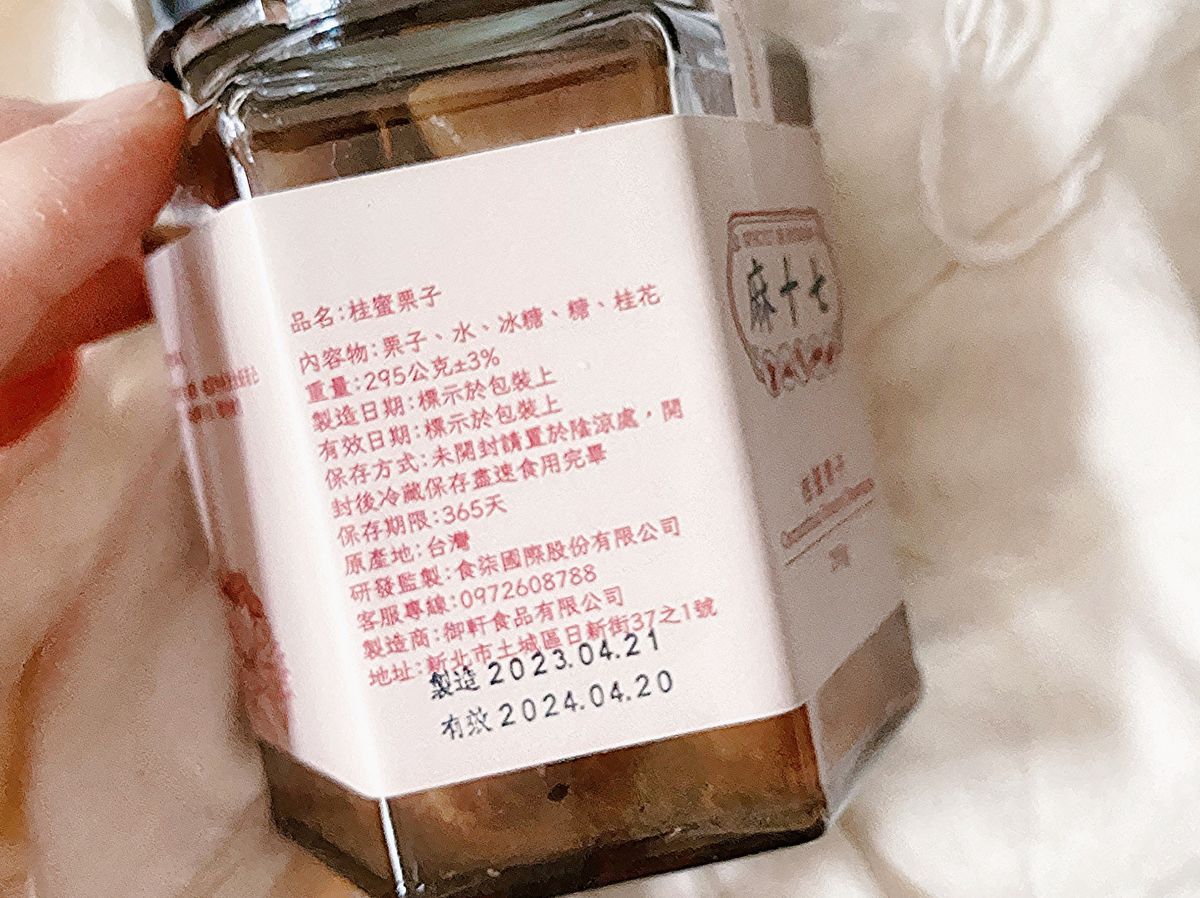 品名:桂蜜栗子
內容物:栗子、水、冰糖、糖、桂花
重量:295公克±3%
製造日期:標示於包裝上
有效日期:標示於包裝上
保存方式:未開封請置於陰涼處，開
封後冷藏保存盡速食用完畢
保存期限:365天
原產地:台灣
研發監製:食柒國際股份有限公司
客服專線:0972608788
製造商:御軒食品有限公司
地址:新北市土城區日新街37之1號
製造 2023.04.21
有效 2024.04.20
麻十七